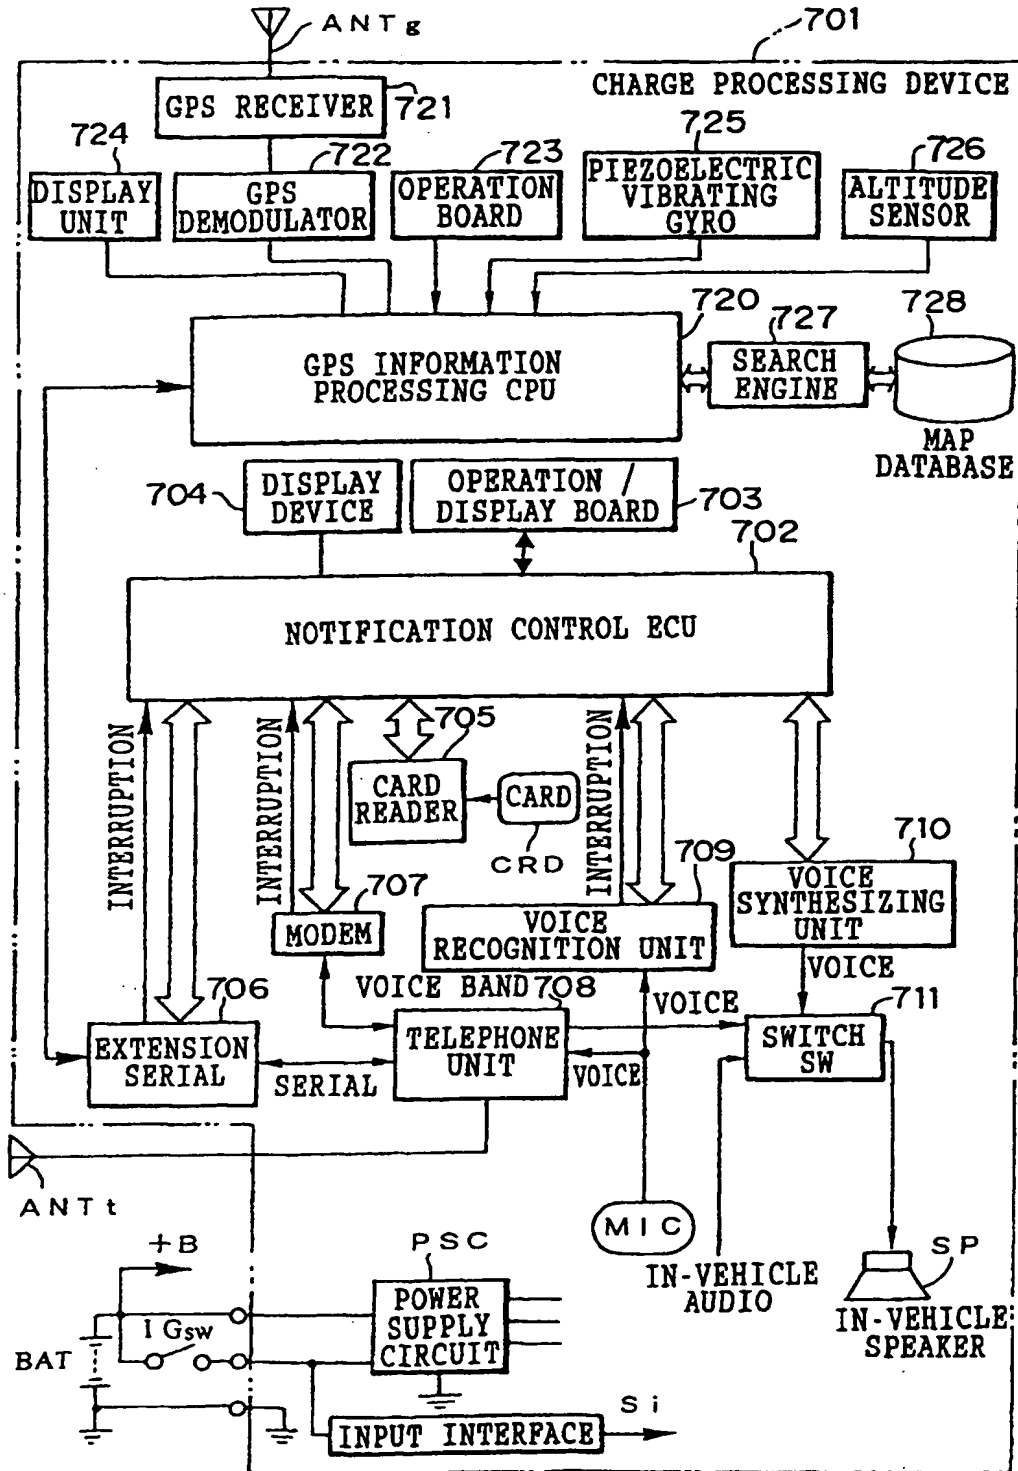 ANTg
701
CHARGE PROCESSING DEVICE
GPS RECEIVER
721
724
722
723
725
726
DISPLAY
UNIT
GPS
DEMODULATOR
OPERATION
BOARD
PIEZOELECTRIC
VIBRATING
GYRO
ALTITUDE
SENSOR
720
727
728
GPS INFORMATION
PROCESSING CPU
SEARCH
ENGINE
MAP
DATABASE
704
DISPLAY
DEVICE
OPERATION /
DISPLAY BOARD
703
702
NOTIFICATION CONTROL ECU
INTERRUPTION
INTERRUPTION
705
CARD
READER
CARD
CRD
INTERRUPTION
709
710
707
MODEM
VOICE
RECOGNITION UNIT
VOICE
SYNTHESIZING
UNIT
VOICE
706
VOICE BAND
708
VOICE
711
EXTENSION
SERIAL
SERIAL
TELEPHONE
UNIT
VOICE
SWITCH
SW
ANTt
MIC
+B
PSC
IN-VEHICLE
AUDIO
SP
IN-VEHICLE
SPEAKER
IGSW
BAT
POWER
SUPPLY
CIRCUIT
Si
INPUT INTERFACE